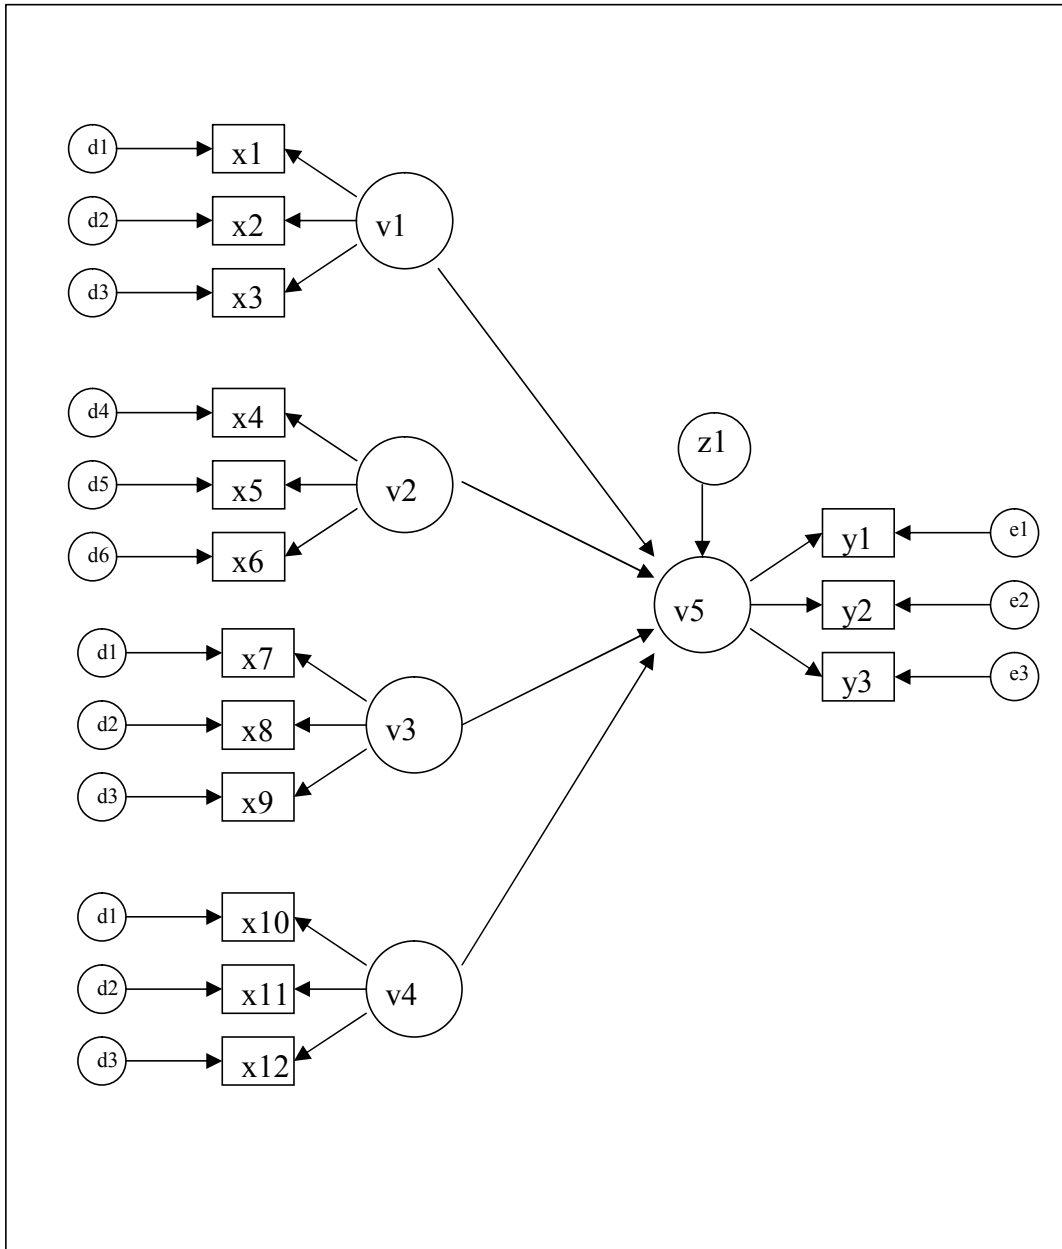 d1 x1
v1
d2 x2
d3 x3
d4 x4
v2
d5 x5
d6 x6
z1
y1 e1
v5 y2 e2
y3 e3
d1 x7
v3
d2 x8
d3 x9
d1 x10
v4
d2 x11
d3 x12